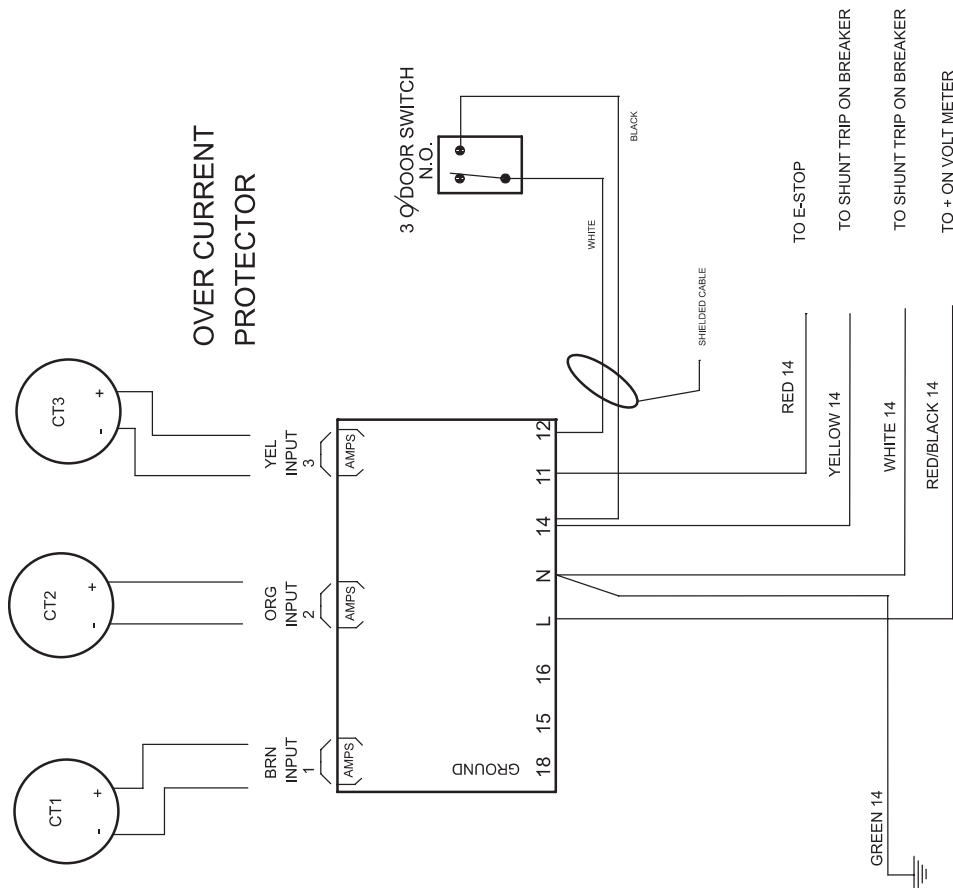 OVER CURRENT
PROTECTOR
CT1
-
+
CT2
-
+
CT3
-
+
BRN
INPUT
1
AMPS
ORG
INPUT
2
AMPS
YEL
INPUT
3
AMPS
GROUND
18
15
16
L
N
14
11
12
3 O/DOOR SWITCH
N.O.
WHITE
BLACK
SHIELDED CABLE
RED 14
TO E-STOP
YELLOW 14
TO SHUNT TRIP ON BREAKER
WHITE 14
TO SHUNT TRIP ON BREAKER
RED/BLACK 14
TO + ON VOLT METER
GREEN 14